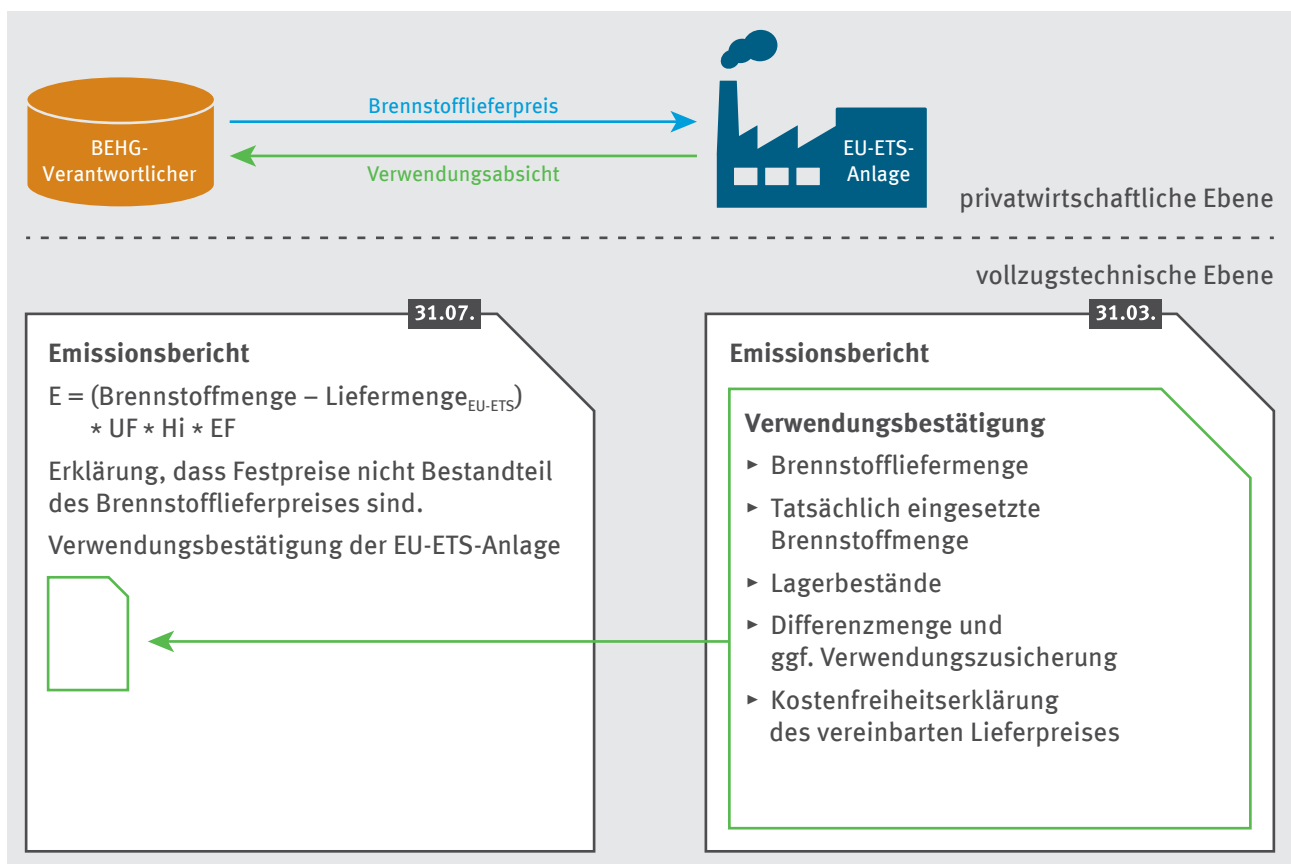 Brennstofflieferpreis
BEHG-
Verantwortlicher
Verwendungsabsicht
EU-ETS-
Anlage
privatwirtschaftliche Ebene
vollzugstechnische Ebene
31.07.
Emissionsbericht
E = (Brennstoffmenge – Liefermenge EU-ETS)
* UF * Hi * EF
Erklärung, dass Festpreise nicht Bestandteil
des Brennstofflieferpreises sind.
Verwendungsbestätigung der EU-ETS-Anlage
31.03.
Emissionsbericht
Verwendungsbestätigung
► Brennstoffliefermenge
► Tatsächlich eingesetzte
Brennstoffmenge
► Lagerbestände
► Differenzmenge und
ggf. Verwendungszusicherung
► Kostenfreiheitserklärung
des vereinbarten Lieferpreises